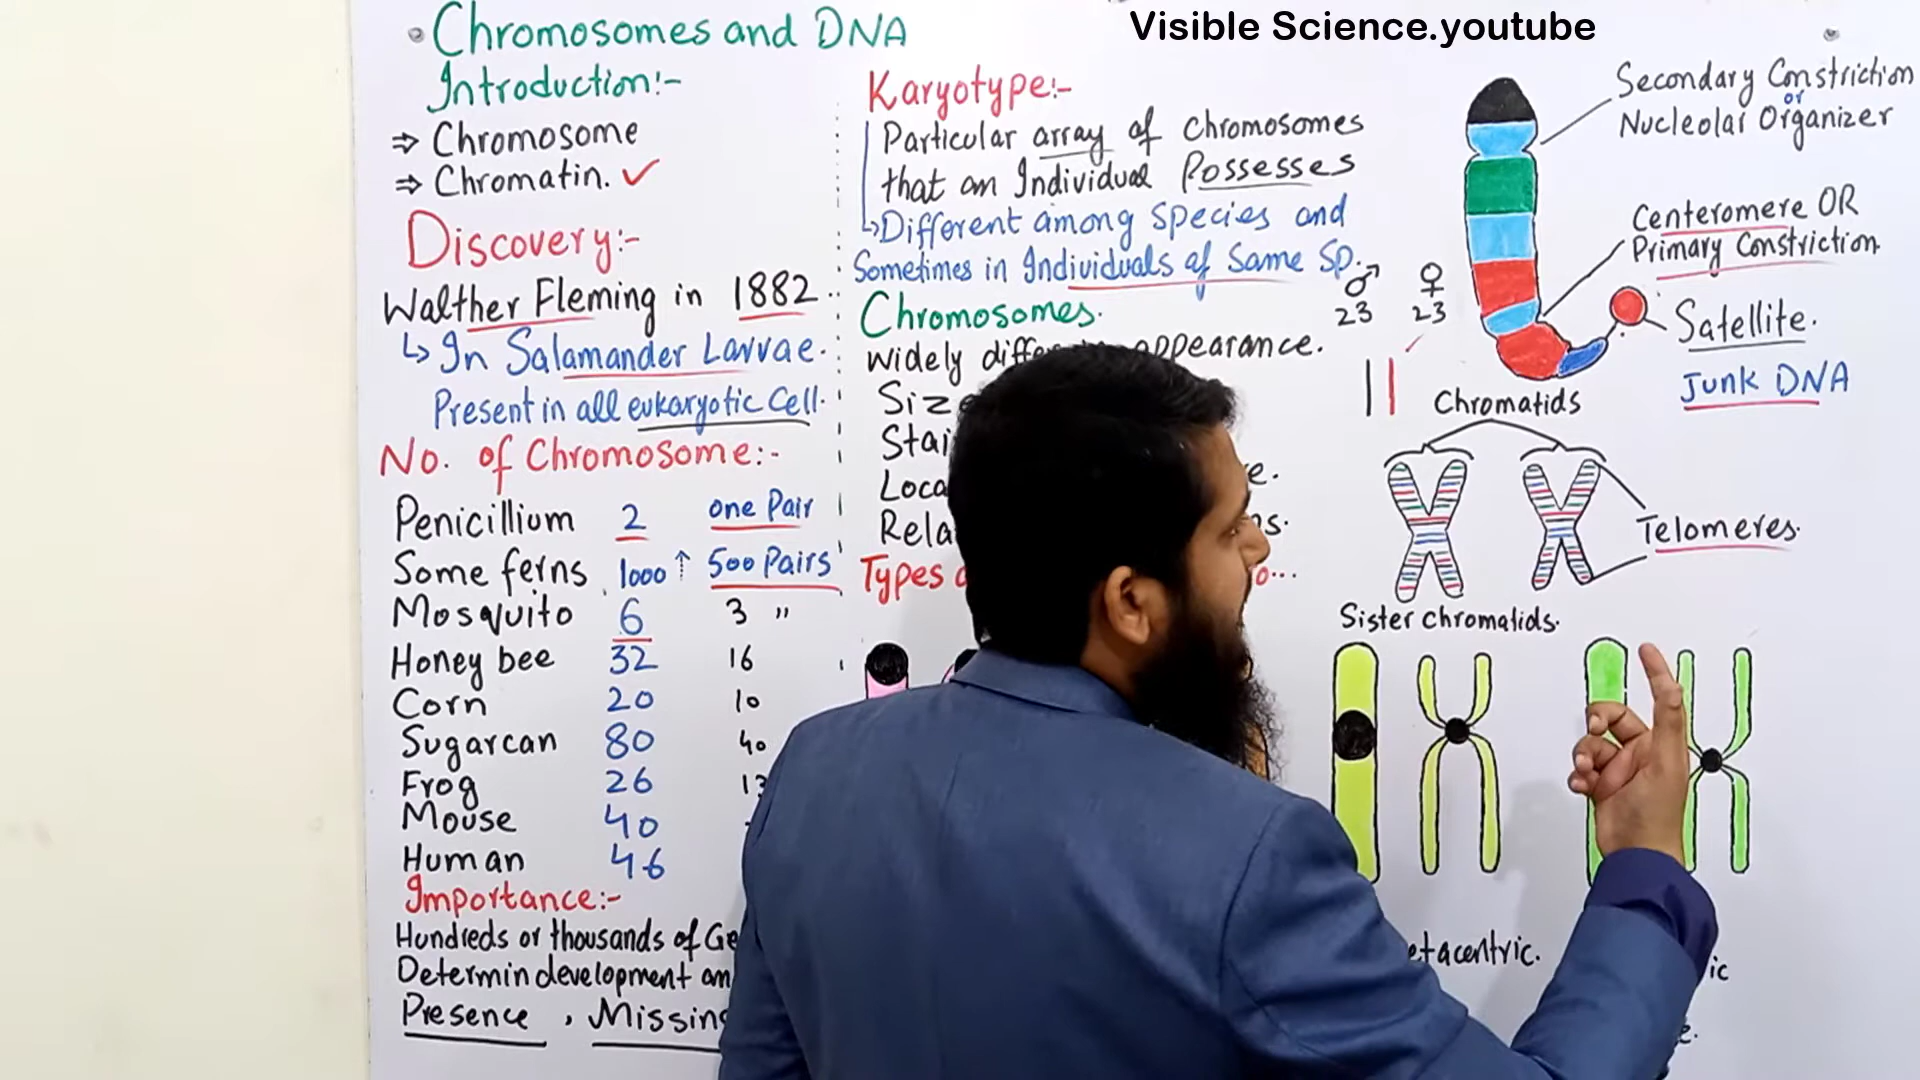 Visible Science.youtube
Chromosomes and DNA
Introduction:-
⇒ Chromosome
⇒ Chromatin. ✓
Discovery:-
Walther Fleming in 1882
↳ In Salamander Larvae.
Present in all eukaryotic Cell.
No. of Chromosome:-
Penicillium 2 one Pair
Some ferns 1000 ↑ 500 Pairs
Mosquito 6 3 "
Honey bee 32 16
Corn 20 10
Sugarcan 80 40
Frog 26 13
Mouse 40
Human 46
Importance:-
Hundreds or thousands of Ge
Determin development an
Presence , Missing
Karyotype:-
Particular array of chromosomes
that an Individual Possesses
↳ Different among species and
Sometimes in Individuals of Same Sp.
Chromosomes.
Widely appearance.
Siz
Stai
Loca e.
Rela s.
Types
♂ ♀
23 23
Secondary Constriction
or
Nucleolar Organizer
Centeromere OR
Primary Constriction
Satellite.
Junk DNA
Chromatids
Telomeres.
Sister chromatids.
etacentric.
ic
e.